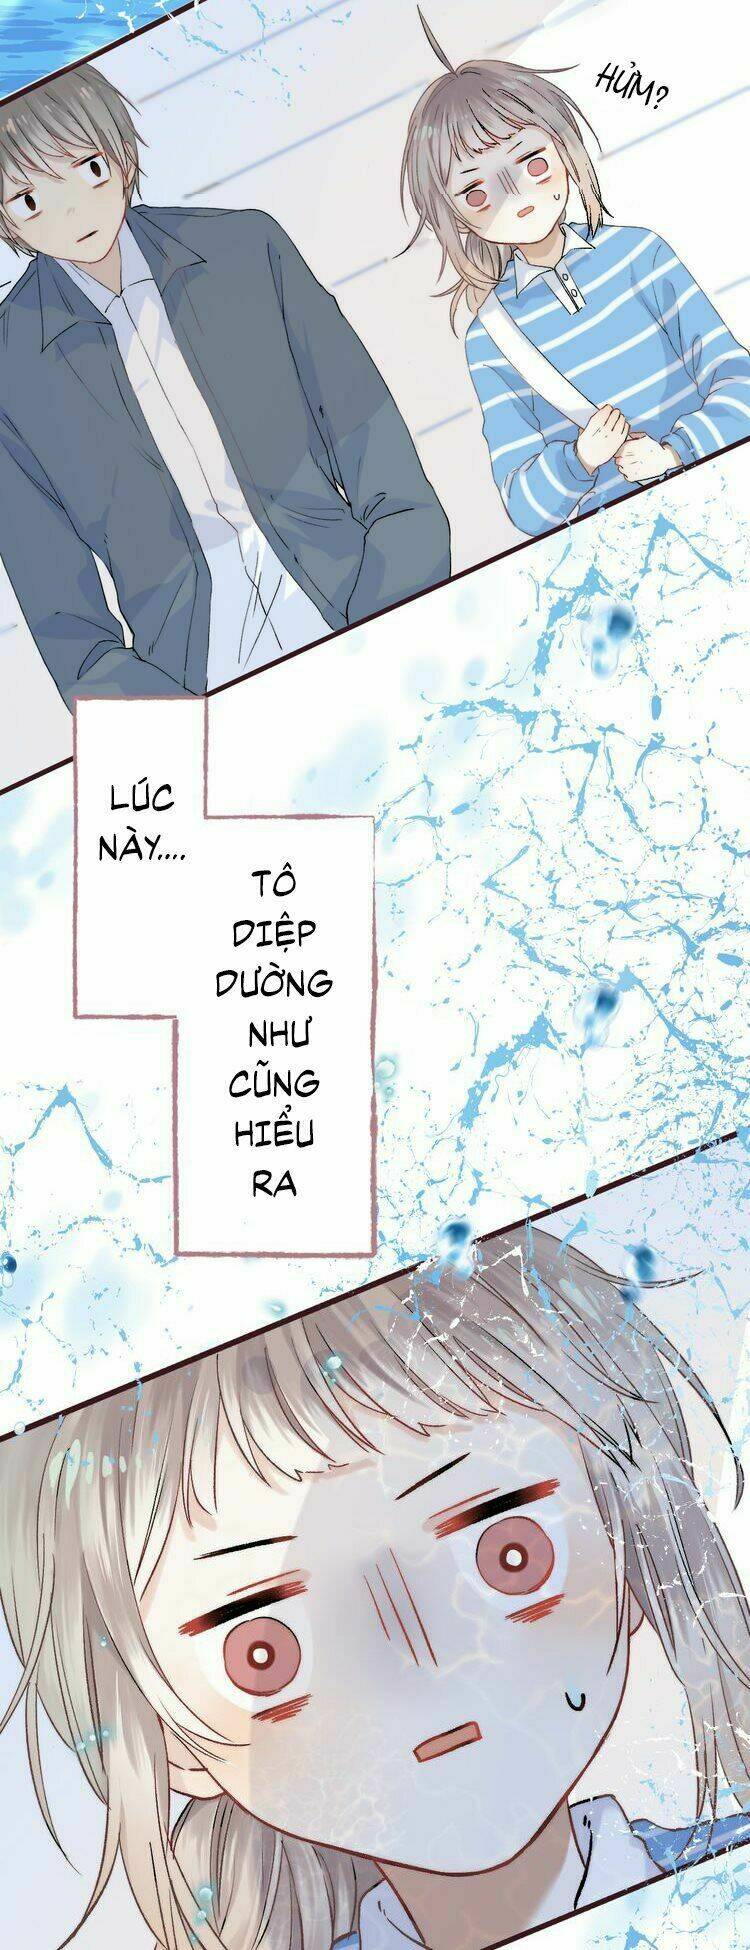 HỬM?
LÚC
NÀY....
TÔ
DIỆP
DƯỜNG
NHƯ
CŨNG
HIỂU
RA